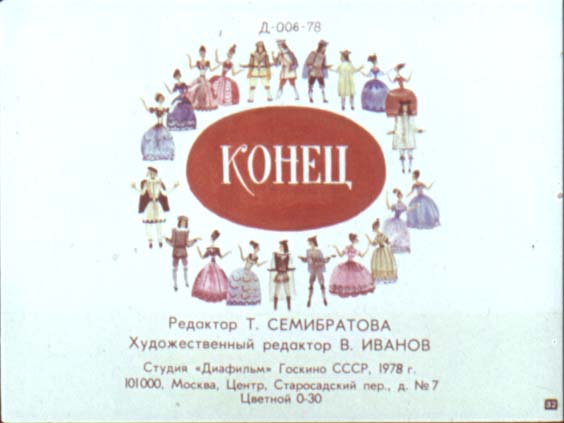 Д-006-78
КОНЕЦ
Редактор Т. СЕМИБРАТОВА
Художественный редактор В. ИВАНОВ
Студия «Диафильм» Госкино СССР, 1978 г.
101000, Москва, Центр, Старосадский пер., д. №7
Цветной 0-30
32